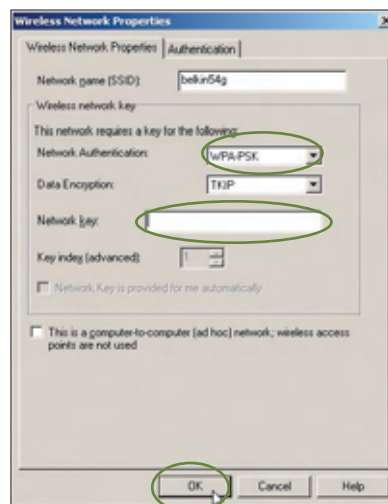 Wireless Network Properties
Wireless Network Properties Authentication
Network name (SSID): belkin54g
Wireless network key
This network requires a key for the following:
Network Authentication: WPA-PSK
Data Encryption: TKIP
Network key:
Key index (advanced): 1
Network Key is provided for me automatically
This is a computer-to-computer (ad hoc) network; wireless access
points are not used
OK Cancel Help